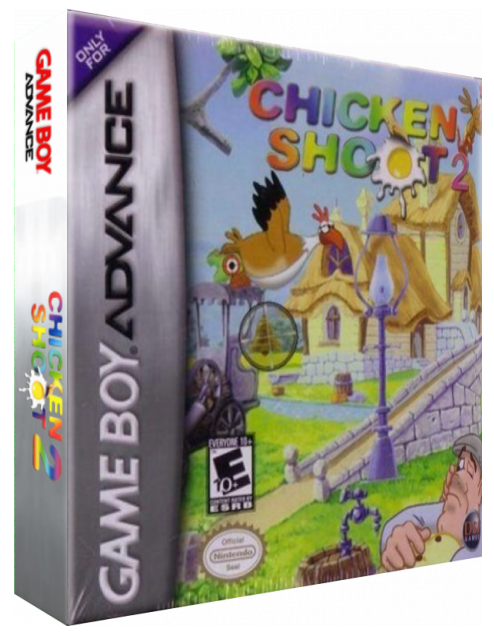 GAME BOY
ADVANCE
CHICKEN
SHOOT 2
ONLY
FOR
GAME BOY ADVANCE
CHICKEN
SHOOT 2
EVERYONE 10+
E
10+
CONTENT RATED BY
ESRB
Official
Nintendo
Seal